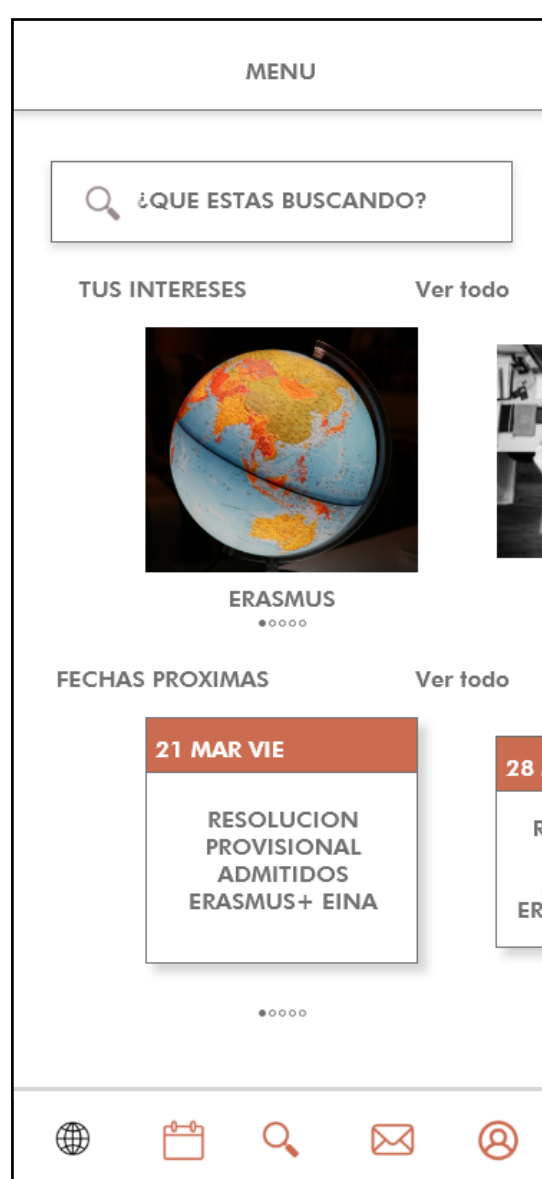 MENU
¿QUE ESTAS BUSCANDO?
TUS INTERESES
Ver todo
ERASMUS
FECHAS PROXIMAS
Ver todo
21 MAR VIE
RESOLUCION
PROVISIONAL
ADMITIDOS
ERASMUS+ EINA
28